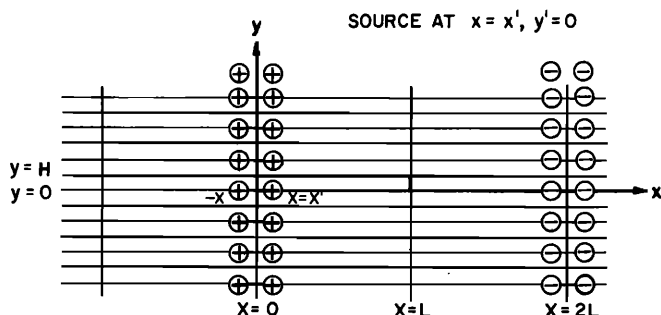 SOURCE AT x = x', y' = 0
y
y = H
y = 0
-X
X = X'
x
X = 0
X = L
X = 2L